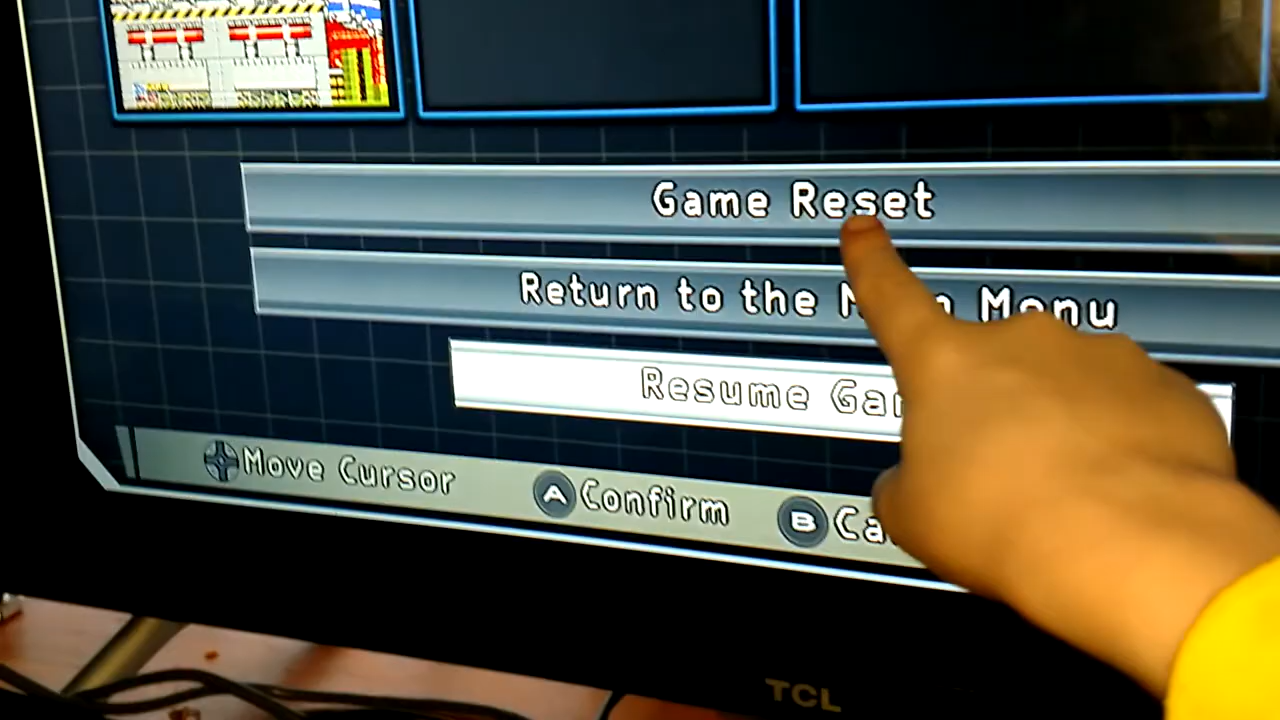 Game Reset
Return to the Menu
Resume
Move Cursor
A Confirm
B
TCL